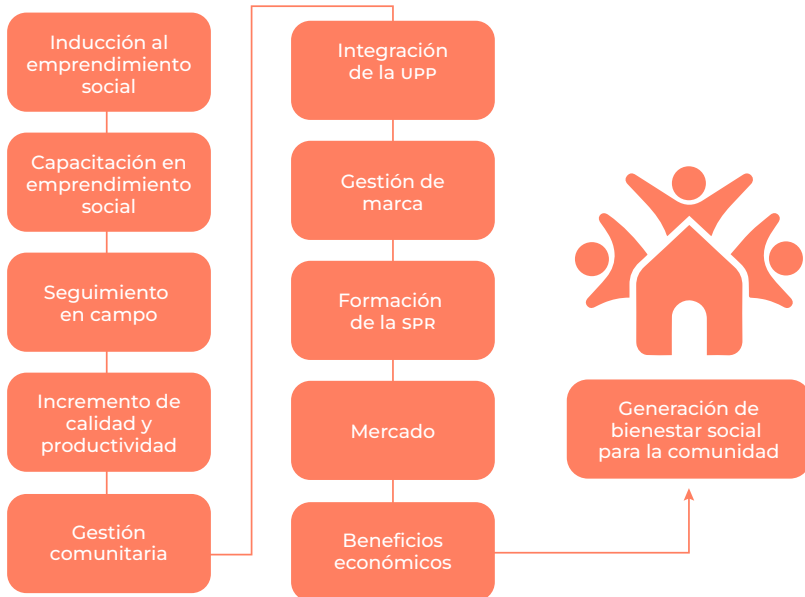 Inducción al
emprendimiento
social
Capacitación en
emprendimiento
social
Seguimiento
en campo
Incremento de
calidad y
productividad
Gestión
comunitaria
Integración
de la UPP
Gestión de
marca
Formación
de la SPR
Mercado
Beneficios
económicos
Generación de
bienestar social
para la comunidad